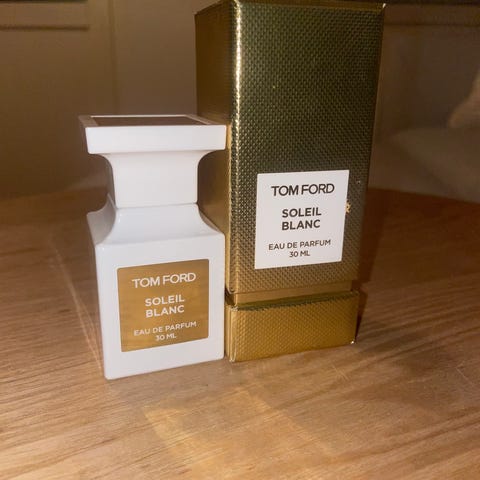 TOM FORD
SOLEIL
BLANC
EAU DE PARFUM
30 ML
TOM FORD
SOLEIL
BLANC
EAU DE PARFUM
30 ML